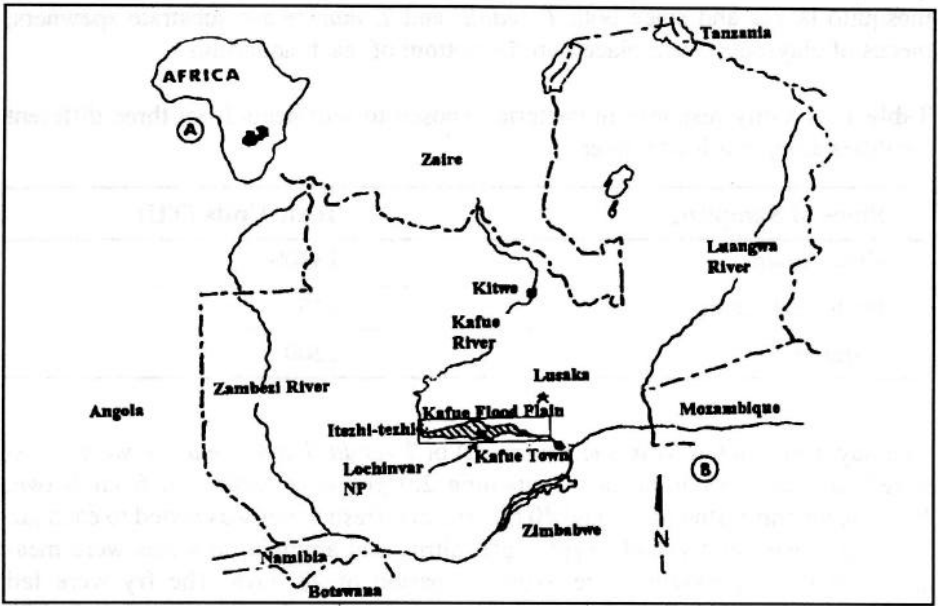 Tanzania
AFRICA
A
Zaire
Luangwa
River
Kitwe
Kafue
River
Lusaka
Zambezi River
Angola
Kafue Flood Plain
Mozambique
Itezhi-tezhi
Kafue Town
B
Lochinvar
NP
Zimbabwe
N
Namibia
Botswana